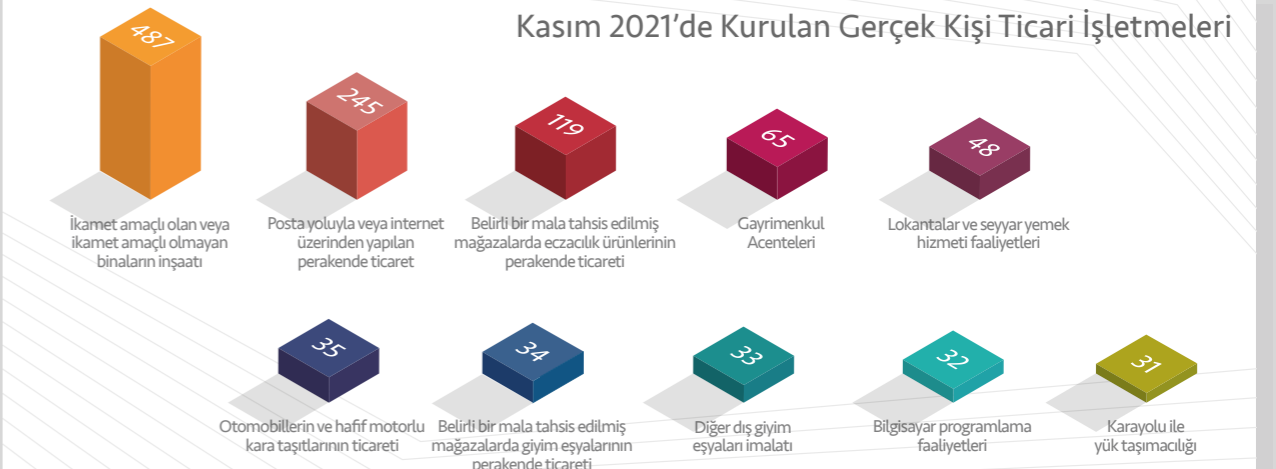 Kasım 2021'de Kurulan Gerçek Kişi Ticari İşletmeleri
487
İkamet amaçlı olan veya
ikamet amaçlı olmayan
binaların inşaatı
245
Posta yoluyla veya internet
üzerinden yapılan
perakende ticaret
119
Belirli bir mala tahsis edilmiş
mağazalarda eczacılık ürünlerinin
perakende ticareti
65
Gayrimenkul
Acenteleri
48
Lokantalar ve seyyar yemek
hizmeti faaliyetleri
35
Otomobillerin ve hafif motorlu
kara taşıtlarının ticareti
34
Belirli bir mala tahsis edilmiş
mağazalarda giyim eşyalarının
perakende ticareti
33
Diğer dış giyim
eşyaları imalatı
32
Bilgisayar programlama
faaliyetleri
31
Karayolu ile
yük taşımacılığı